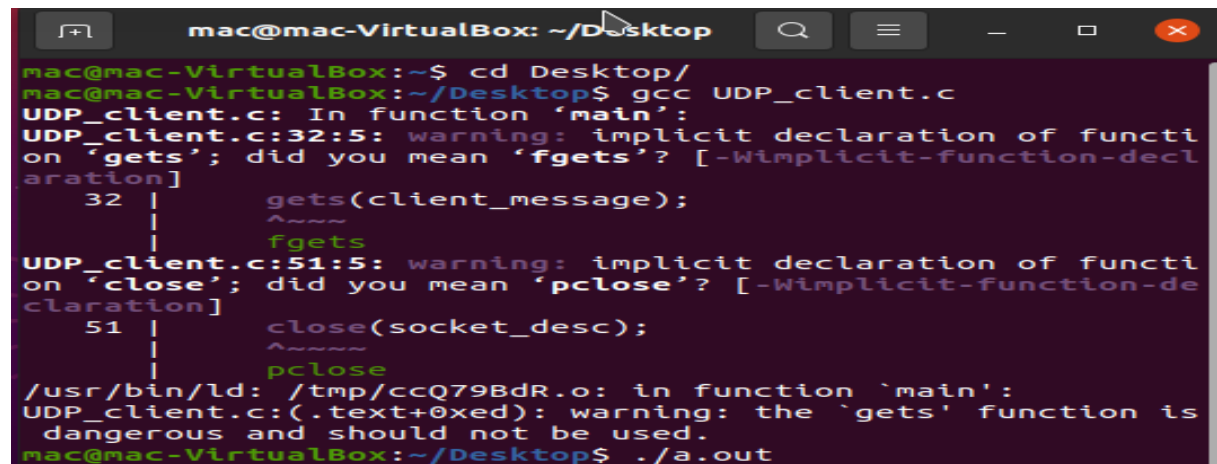 mac@mac-VirtualBox: ~/Desktop
mac@mac-VirtualBox:~$ cd Desktop/
mac@mac-VirtualBox:~/Desktop$ gcc UDP_client.c
UDP_client.c: In function ‘main’:
UDP_client.c:32:5: warning: implicit declaration of functi
on ‘gets’; did you mean ‘fgets’? [-Wimplicit-function-decl
aration]
   32 |     gets(client_message);
      |     ^~~~
      |     fgets
UDP_client.c:51:5: warning: implicit declaration of functi
on ‘close’; did you mean ‘pclose’? [-Wimplicit-function-de
claration]
   51 |     close(socket_desc);
      |     ^~~~~
      |     pclose
/usr/bin/ld: /tmp/ccQ79BdR.o: in function `main':
UDP_client.c:(.text+0xed): warning: the `gets' function is
 dangerous and should not be used.
mac@mac-VirtualBox:~/Desktop$ ./a.out